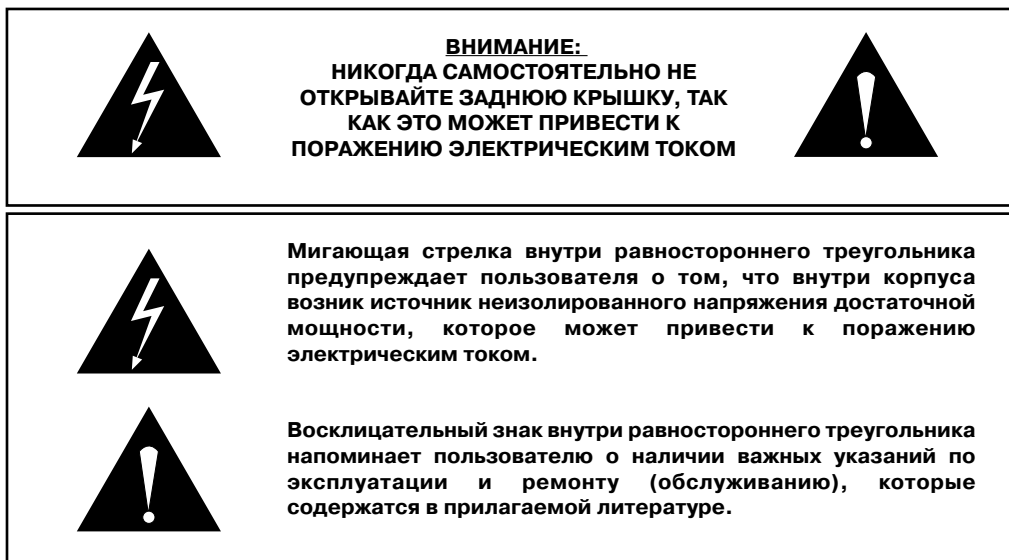 ВНИМАНИЕ:
НИКОГДА САМОСТОЯТЕЛЬНО НЕ
ОТКРЫВАЙТЕ ЗАДНЮЮ КРЫШКУ, ТАК
КАК ЭТО МОЖЕТ ПРИВЕСТИ К
ПОРАЖЕНИЮ ЭЛЕКТРИЧЕСКИМ ТОКОМ
Мигающая стрелка внутри равностороннего треугольника
предупреждает пользователя о том, что внутри корпуса
возник источник неизолированного напряжения достаточной
мощности, которое может привести к поражению
электрическим током.
Восклицательный знак внутри равностороннего треугольника
напоминает пользователю о наличии важных указаний по
эксплуатации и ремонту (обслуживанию), которые
содержатся в прилагаемой литературе.